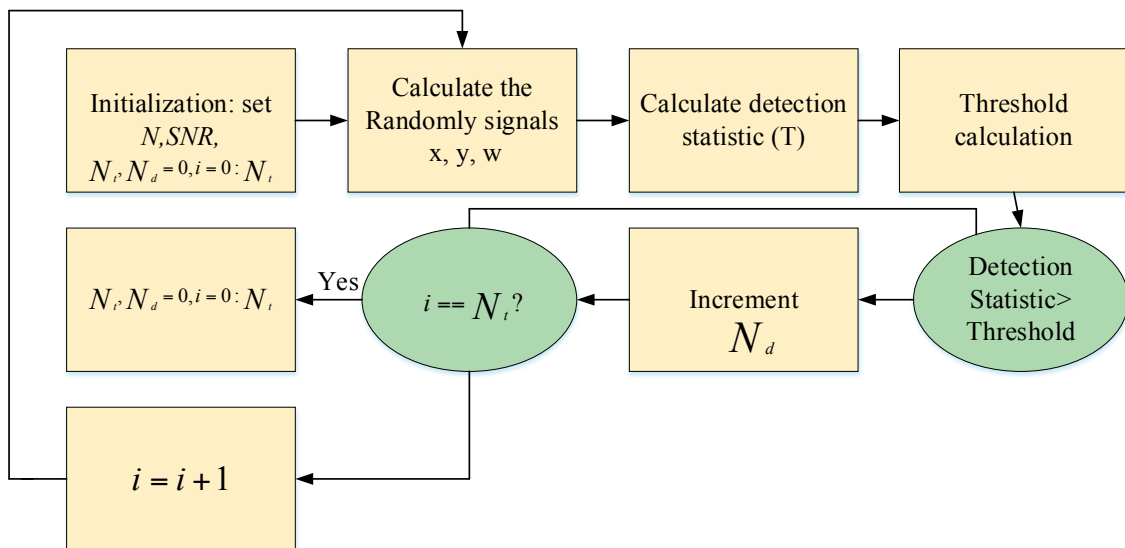 Initialization: set
N,SNR,
N_t, N_d = 0, i = 0 : N_t
Calculate the
Randomly signals
x, y, w
Calculate detection
statistic (T)
Threshold
calculation
N_t, N_d = 0, i = 0 : N_t
Yes
i == N_t ?
Increment
N_d
Detection
Statistic>
Threshold
i = i + 1